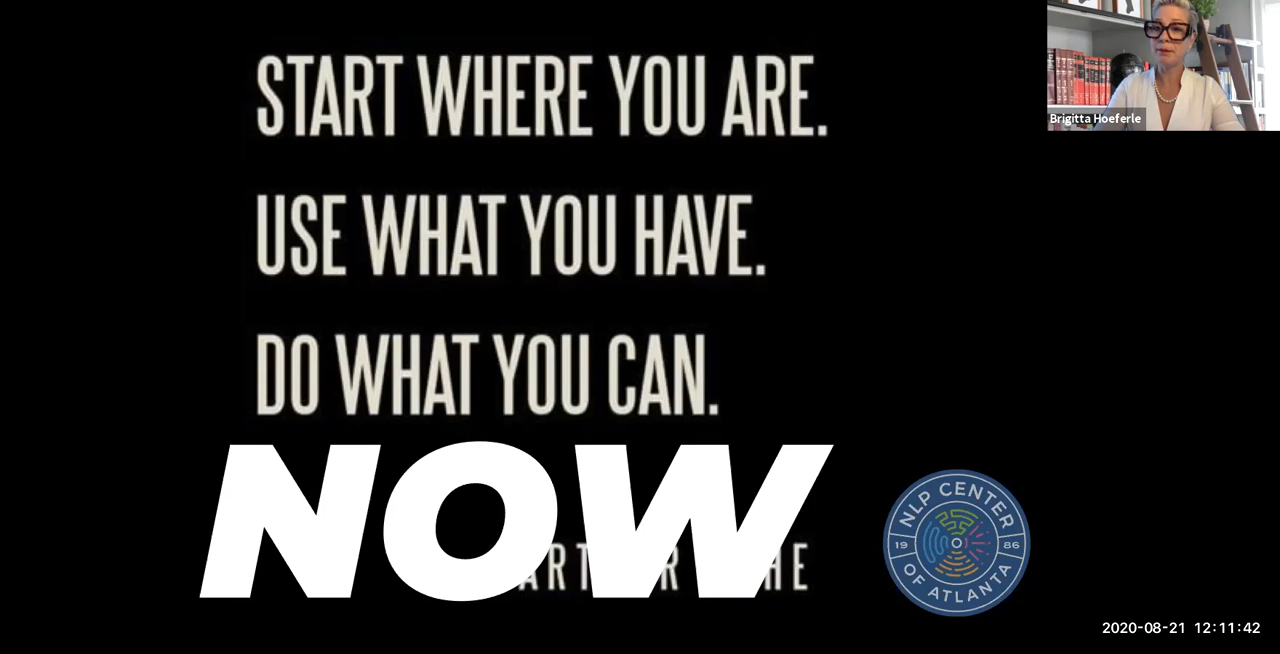 START WHERE YOU ARE.
USE WHAT YOU HAVE.
DO WHAT YOU CAN.
NOW
NLP CENTER
19 86
OF ATLANTA
Brigitta Hoeferle
2020-08-21 12:11:42